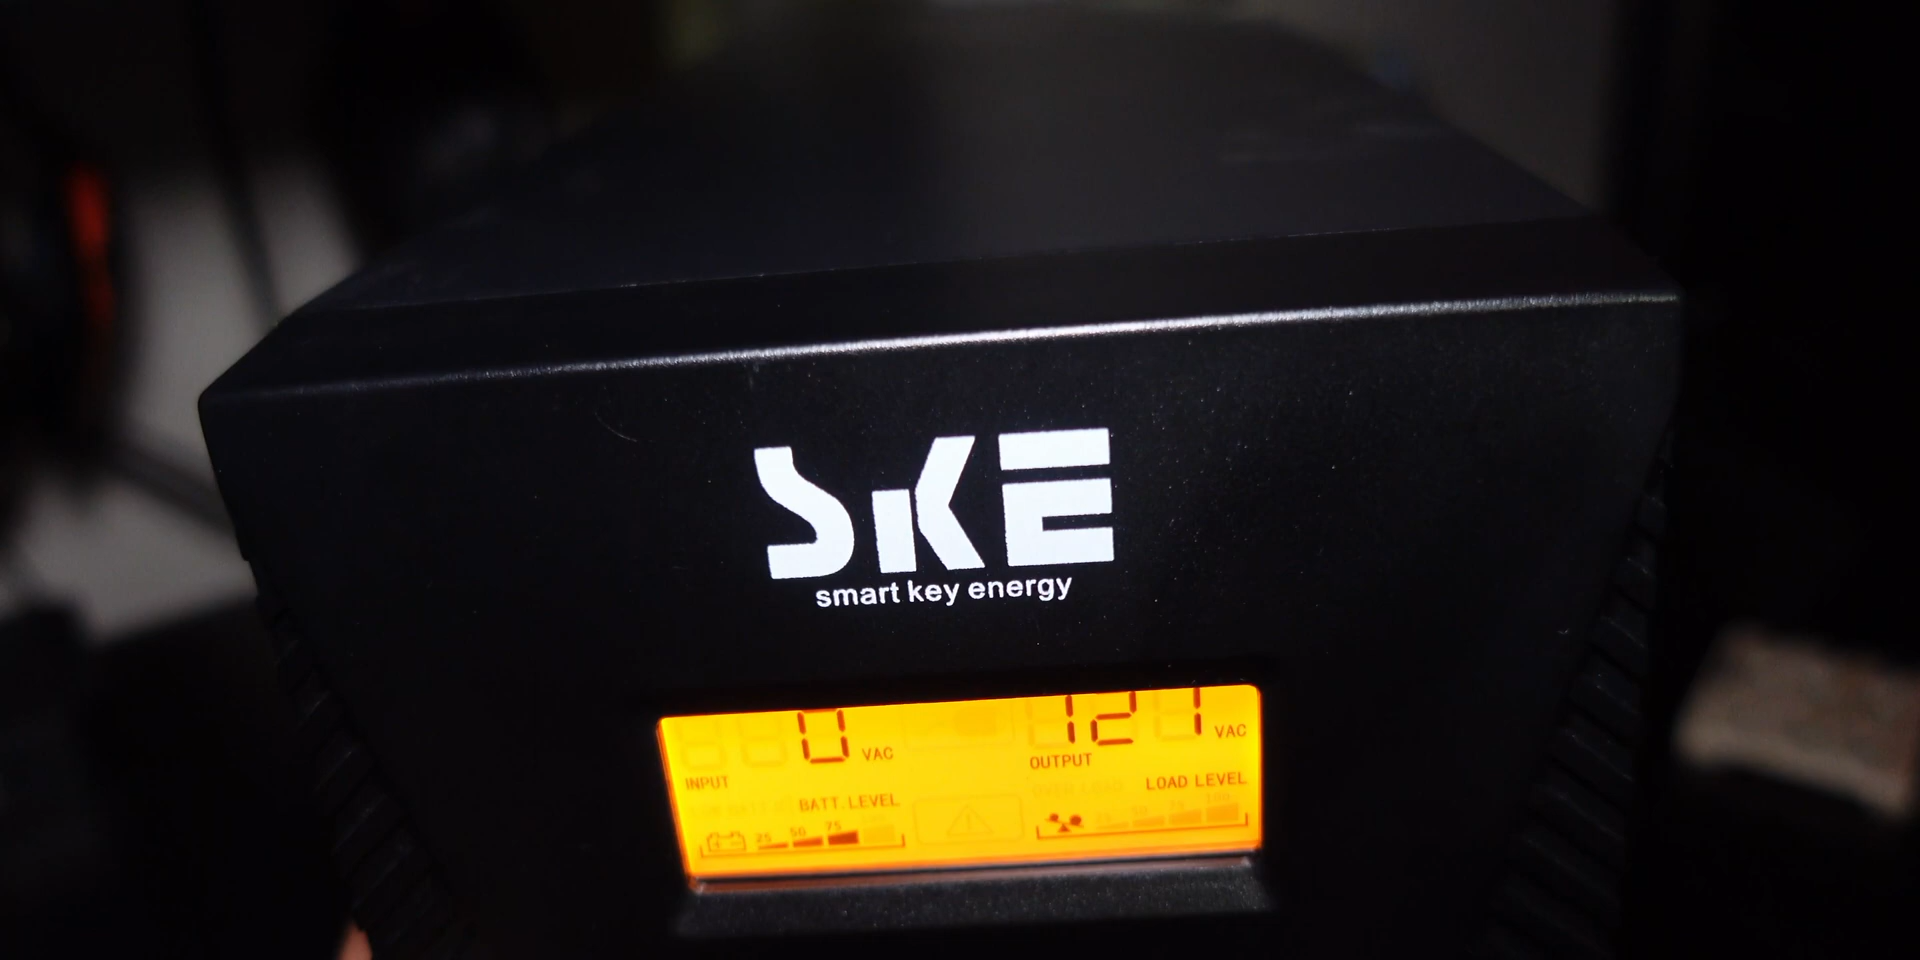 SKE
smart key energy
0 VAC 121 VAC
INPUT OUTPUT
BATT.LEVEL LOAD LEVEL
25 50 75